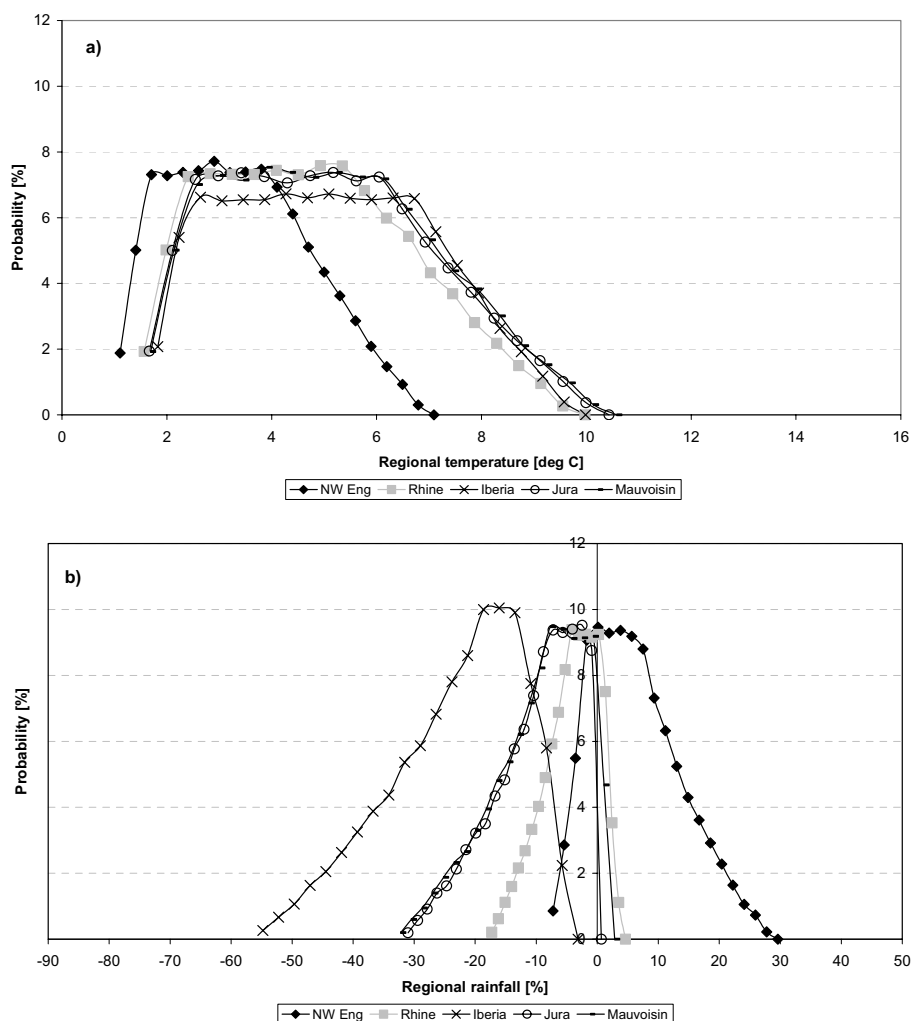 12
a)
10
8
6
4
2
0
Probability [%]
0 2 4 6 8 10 12 14 16
Regional temperature [deg C]
NW Eng Rhine Iberia Jura Mauvoisin
12
b)
10
8
6
4
2
0
Probability [%]
-90 -80 -70 -60 -50 -40 -30 -20 -10 0 10 20 30 40 50
Regional rainfall [%]
NW Eng Rhine Iberia Jura Mauvoisin